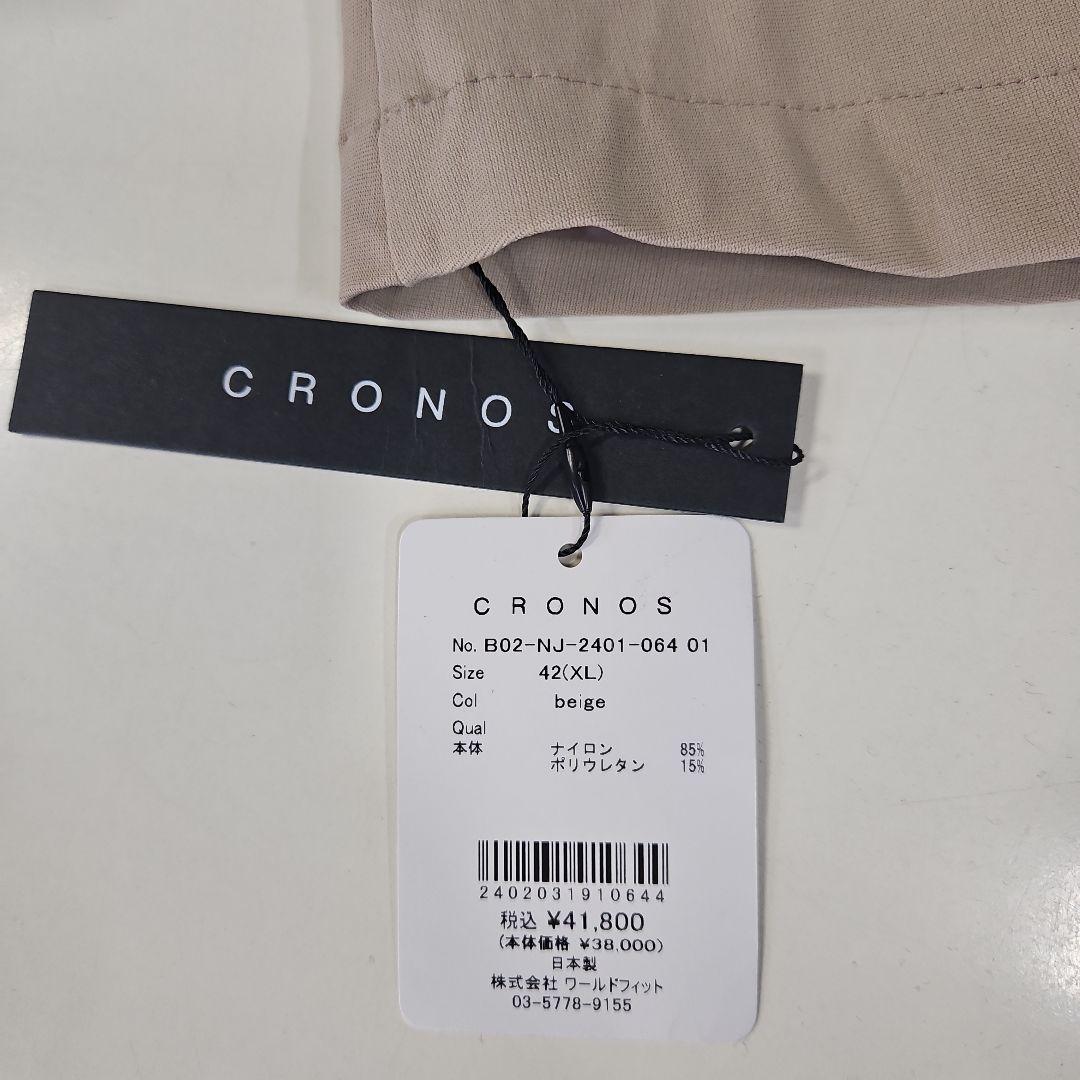 CRONOS
CRONOS
No. B02-NJ-2401-064 01
Size 42(XL)
Col beige
Qual
本体 ナイロン 85%
ポリウレタン 15%
2402031910644
税込 ¥41,800
(本体価格 ¥38,000)
日本製
株式会社 ワールドフィット
03-5778-9155